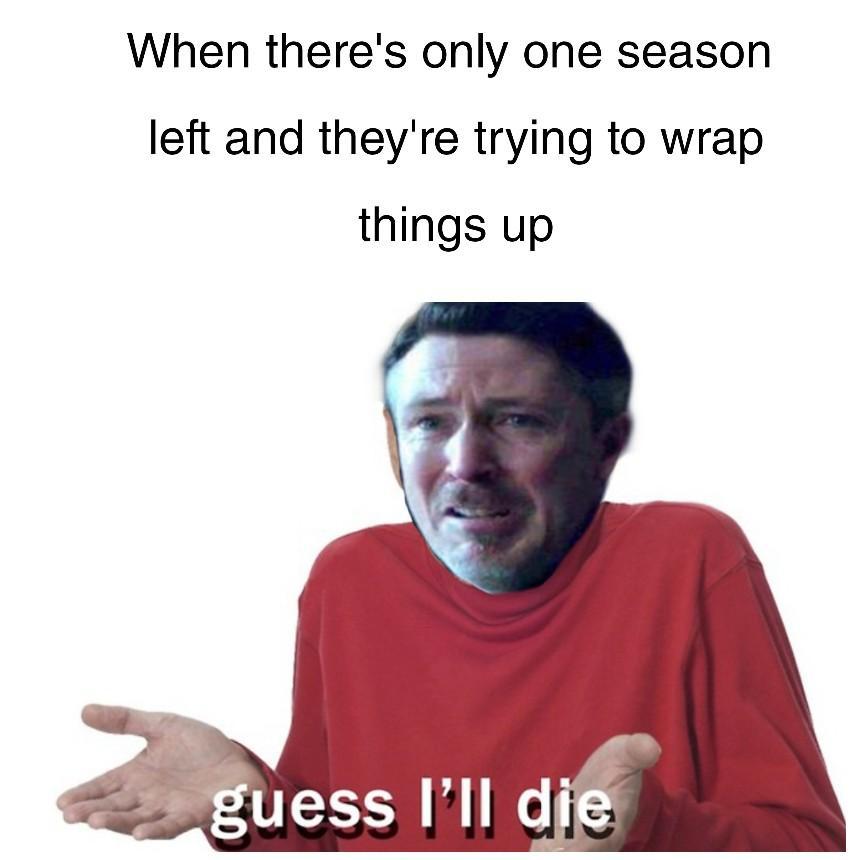 When there's only one season
left and they're trying to wrap
things up
guess I'll die